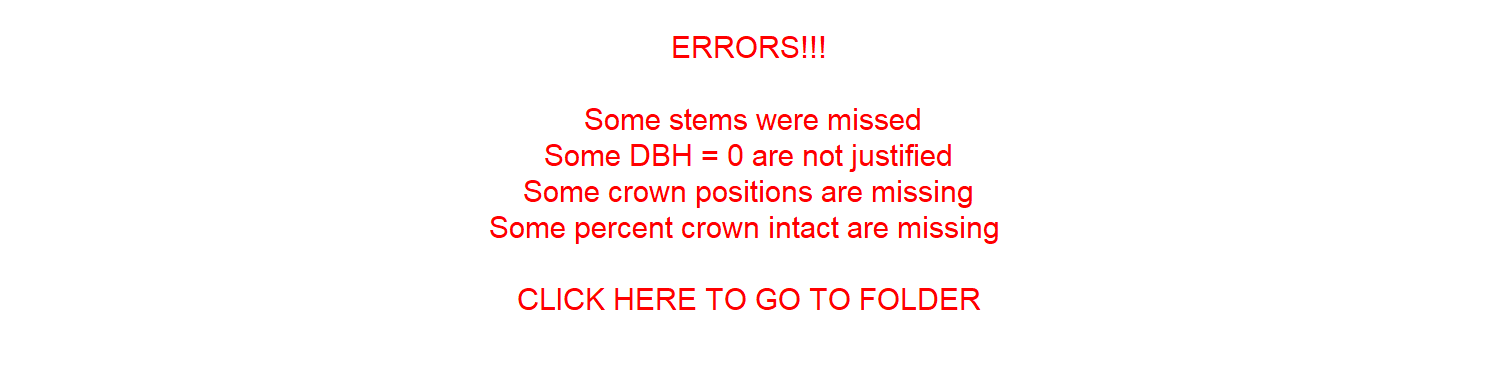 ERRORS!!!
Some stems were missed
Some DBH = 0 are not justified
Some crown positions are missing
Some percent crown intact are missing
CLICK HERE TO GO TO FOLDER